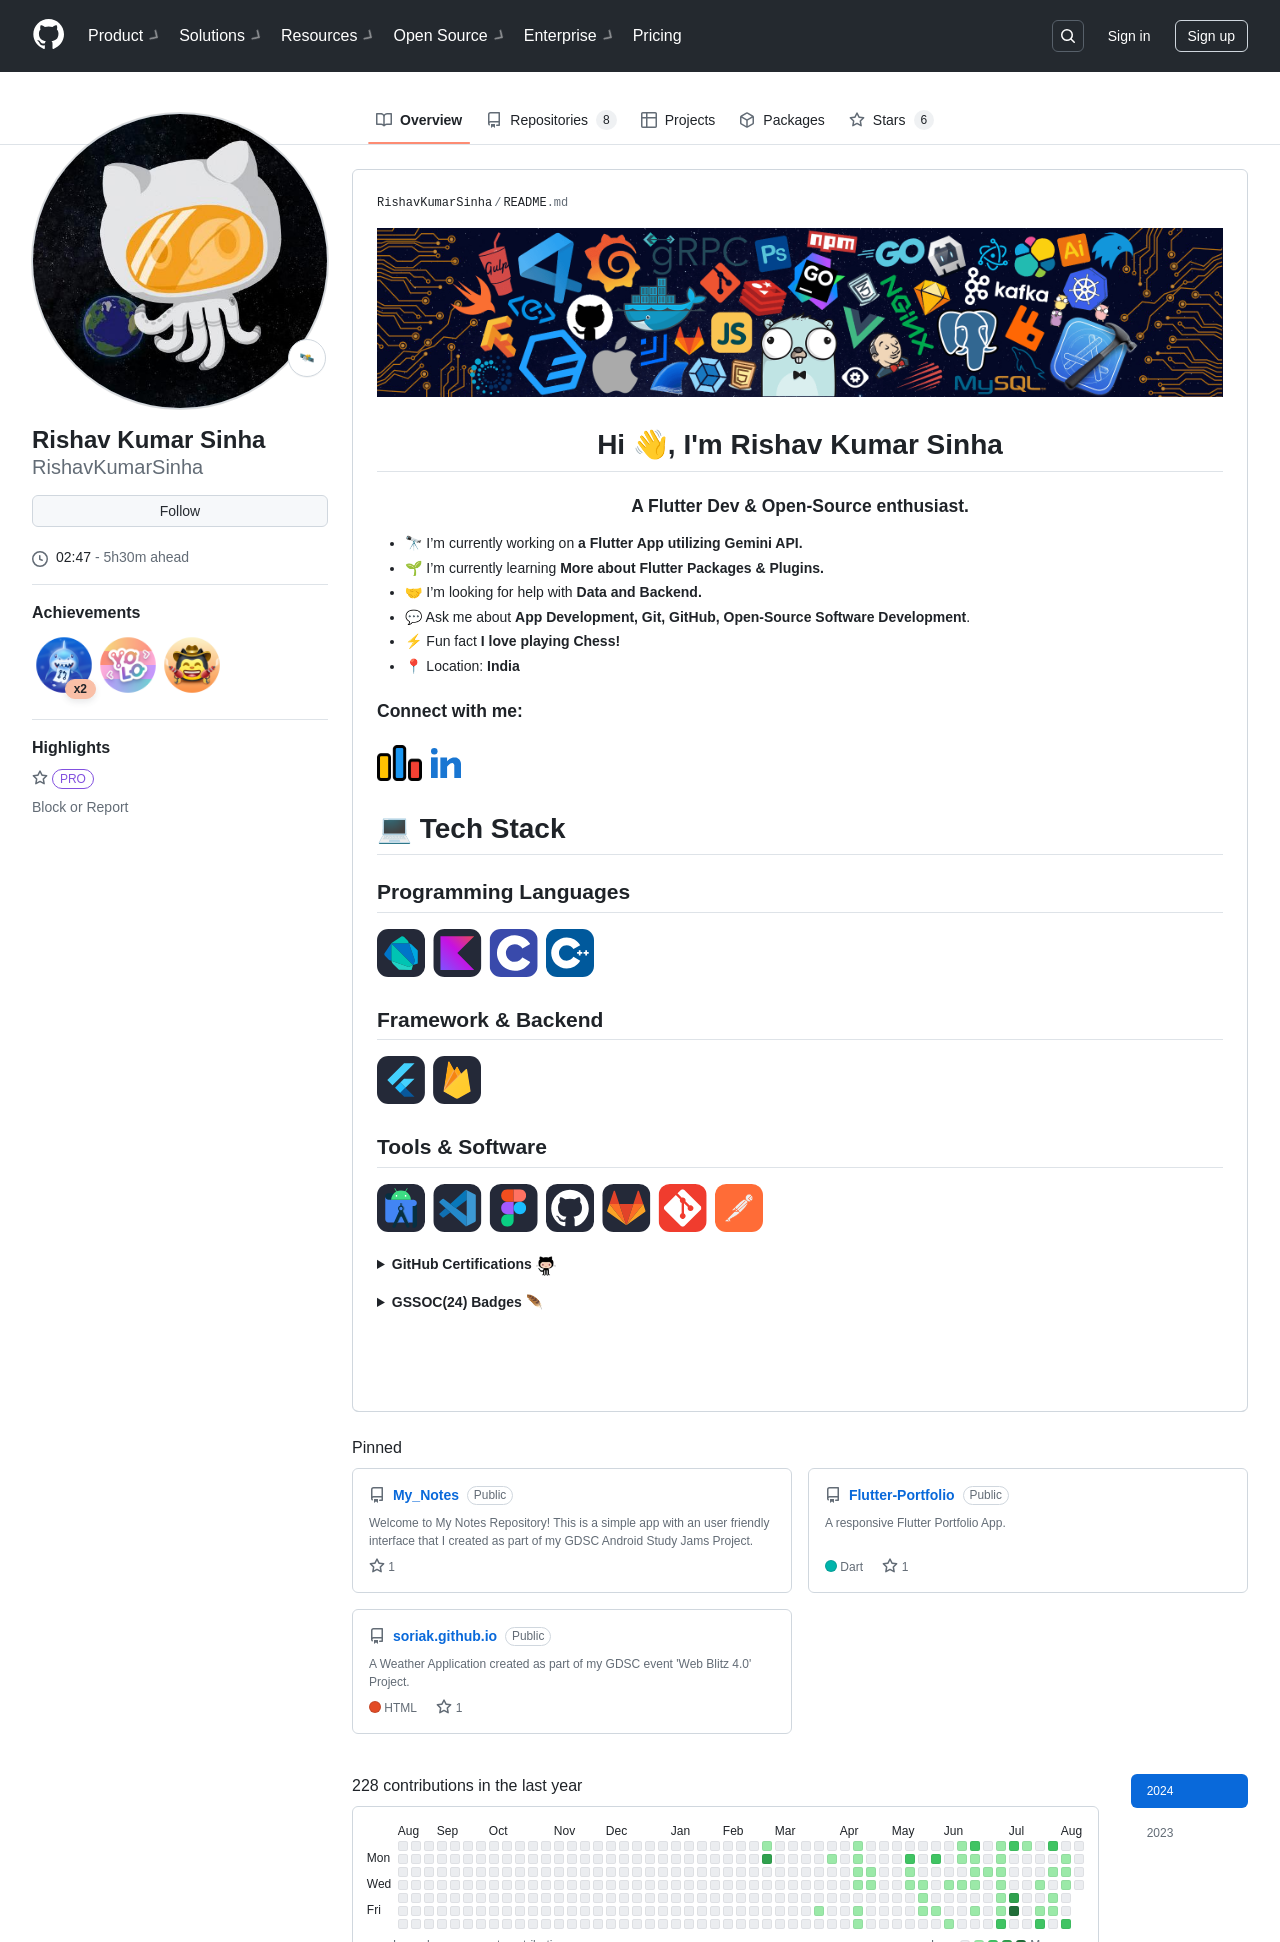 Product Solutions Resources Open Source Enterprise Pricing Sign in Sign up
Overview Repositories 8 Projects Packages Stars 6
Rishav Kumar Sinha
RishavKumarSinha
Follow
02:47 - 5h30m ahead
Achievements
x2 YOLO
Highlights
PRO
Block or Report
RishavKumarSinha/README.md
Gulp gRPC Ps npm GO Ai
GO kafka
JS NGINX
MySQL
Hi 👋, I'm Rishav Kumar Sinha
A Flutter Dev & Open-Source enthusiast.
• 🔭 I’m currently working on a Flutter App utilizing Gemini API.
• 🌱 I’m currently learning More about Flutter Packages & Plugins.
• 🤝 I’m looking for help with Data and Backend.
• 💬 Ask me about App Development, Git, GitHub, Open-Source Software Development.
• ⚡ Fun fact I love playing Chess!
• 📍 Location: India
Connect with me:
in
💻 Tech Stack
Programming Languages
C C++
Framework & Backend
Tools & Software
GitHub Certifications
GSSOC(24) Badges 🪶
Pinned
My_Notes Public
Welcome to My Notes Repository! This is a simple app with an user friendly
interface that I created as part of my GDSC Android Study Jams Project.
1
Flutter-Portfolio Public
A responsive Flutter Portfolio App.
Dart 1
soriak.github.io Public
A Weather Application created as part of my GDSC event 'Web Blitz 4.0'
Project.
HTML 1
228 contributions in the last year
2024
2023
Aug Sep Oct Nov Dec Jan Feb Mar Apr May Jun Jul Aug
Mon
Wed
Fri